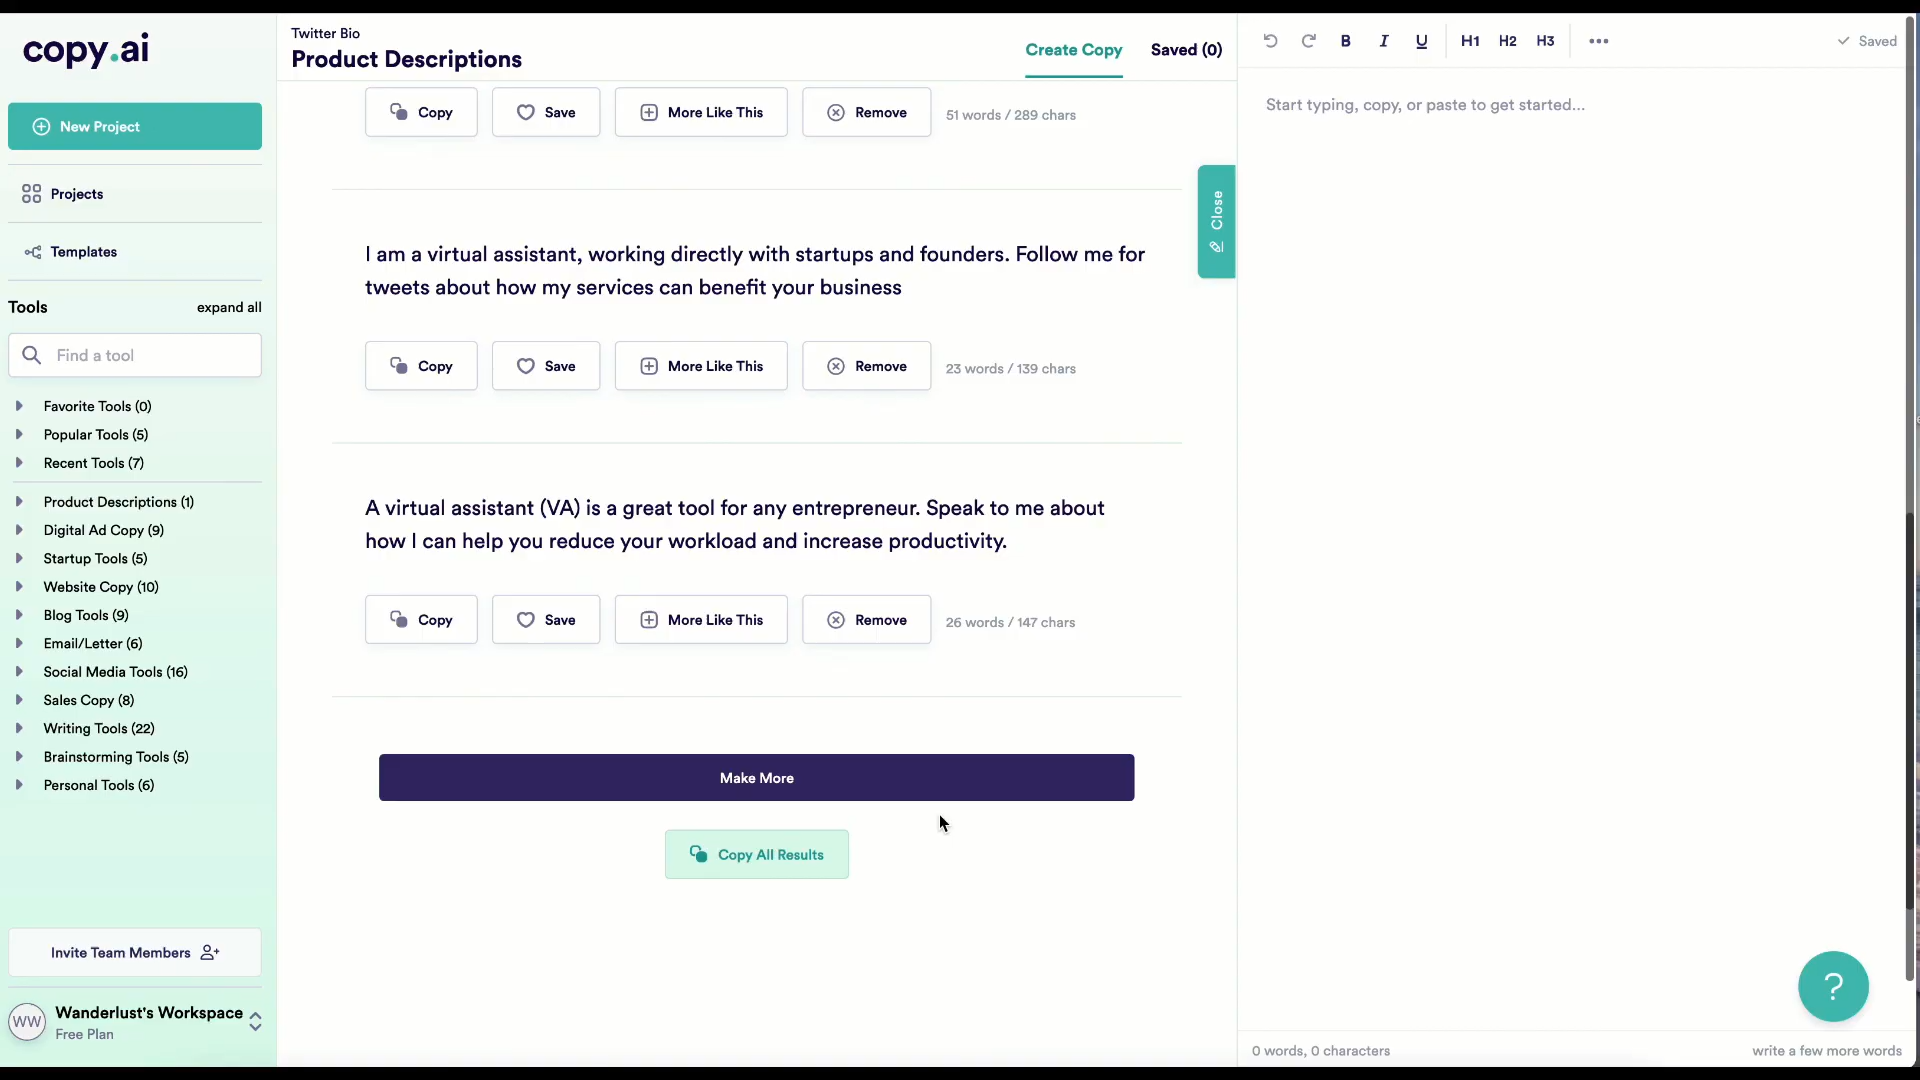 copy.ai
New Project
Projects
Templates
Tools
expand all
Find a tool
Favorite Tools (0)
Popular Tools (5)
Recent Tools (7)
Product Descriptions (1)
Digital Ad Copy (9)
Startup Tools (5)
Website Copy (10)
Blog Tools (9)
Email/Letter (6)
Social Media Tools (16)
Sales Copy (8)
Writing Tools (22)
Brainstorming Tools (5)
Personal Tools (6)
Invite Team Members
WW
Wanderlust's Workspace
Free Plan
Twitter Bio
Product Descriptions
Create Copy
Saved (0)
Copy
Save
More Like This
Remove
51 words / 289 chars
I am a virtual assistant, working directly with startups and founders. Follow me for
tweets about how my services can benefit your business
Copy
Save
More Like This
Remove
23 words / 139 chars
A virtual assistant (VA) is a great tool for any entrepreneur. Speak to me about
how I can help you reduce your workload and increase productivity.
Copy
Save
More Like This
Remove
26 words / 147 chars
Make More
Copy All Results
Close
B
I
U
H1
H2
H3
Saved
Start typing, copy, or paste to get started...
?
0 words, 0 characters
write a few more words